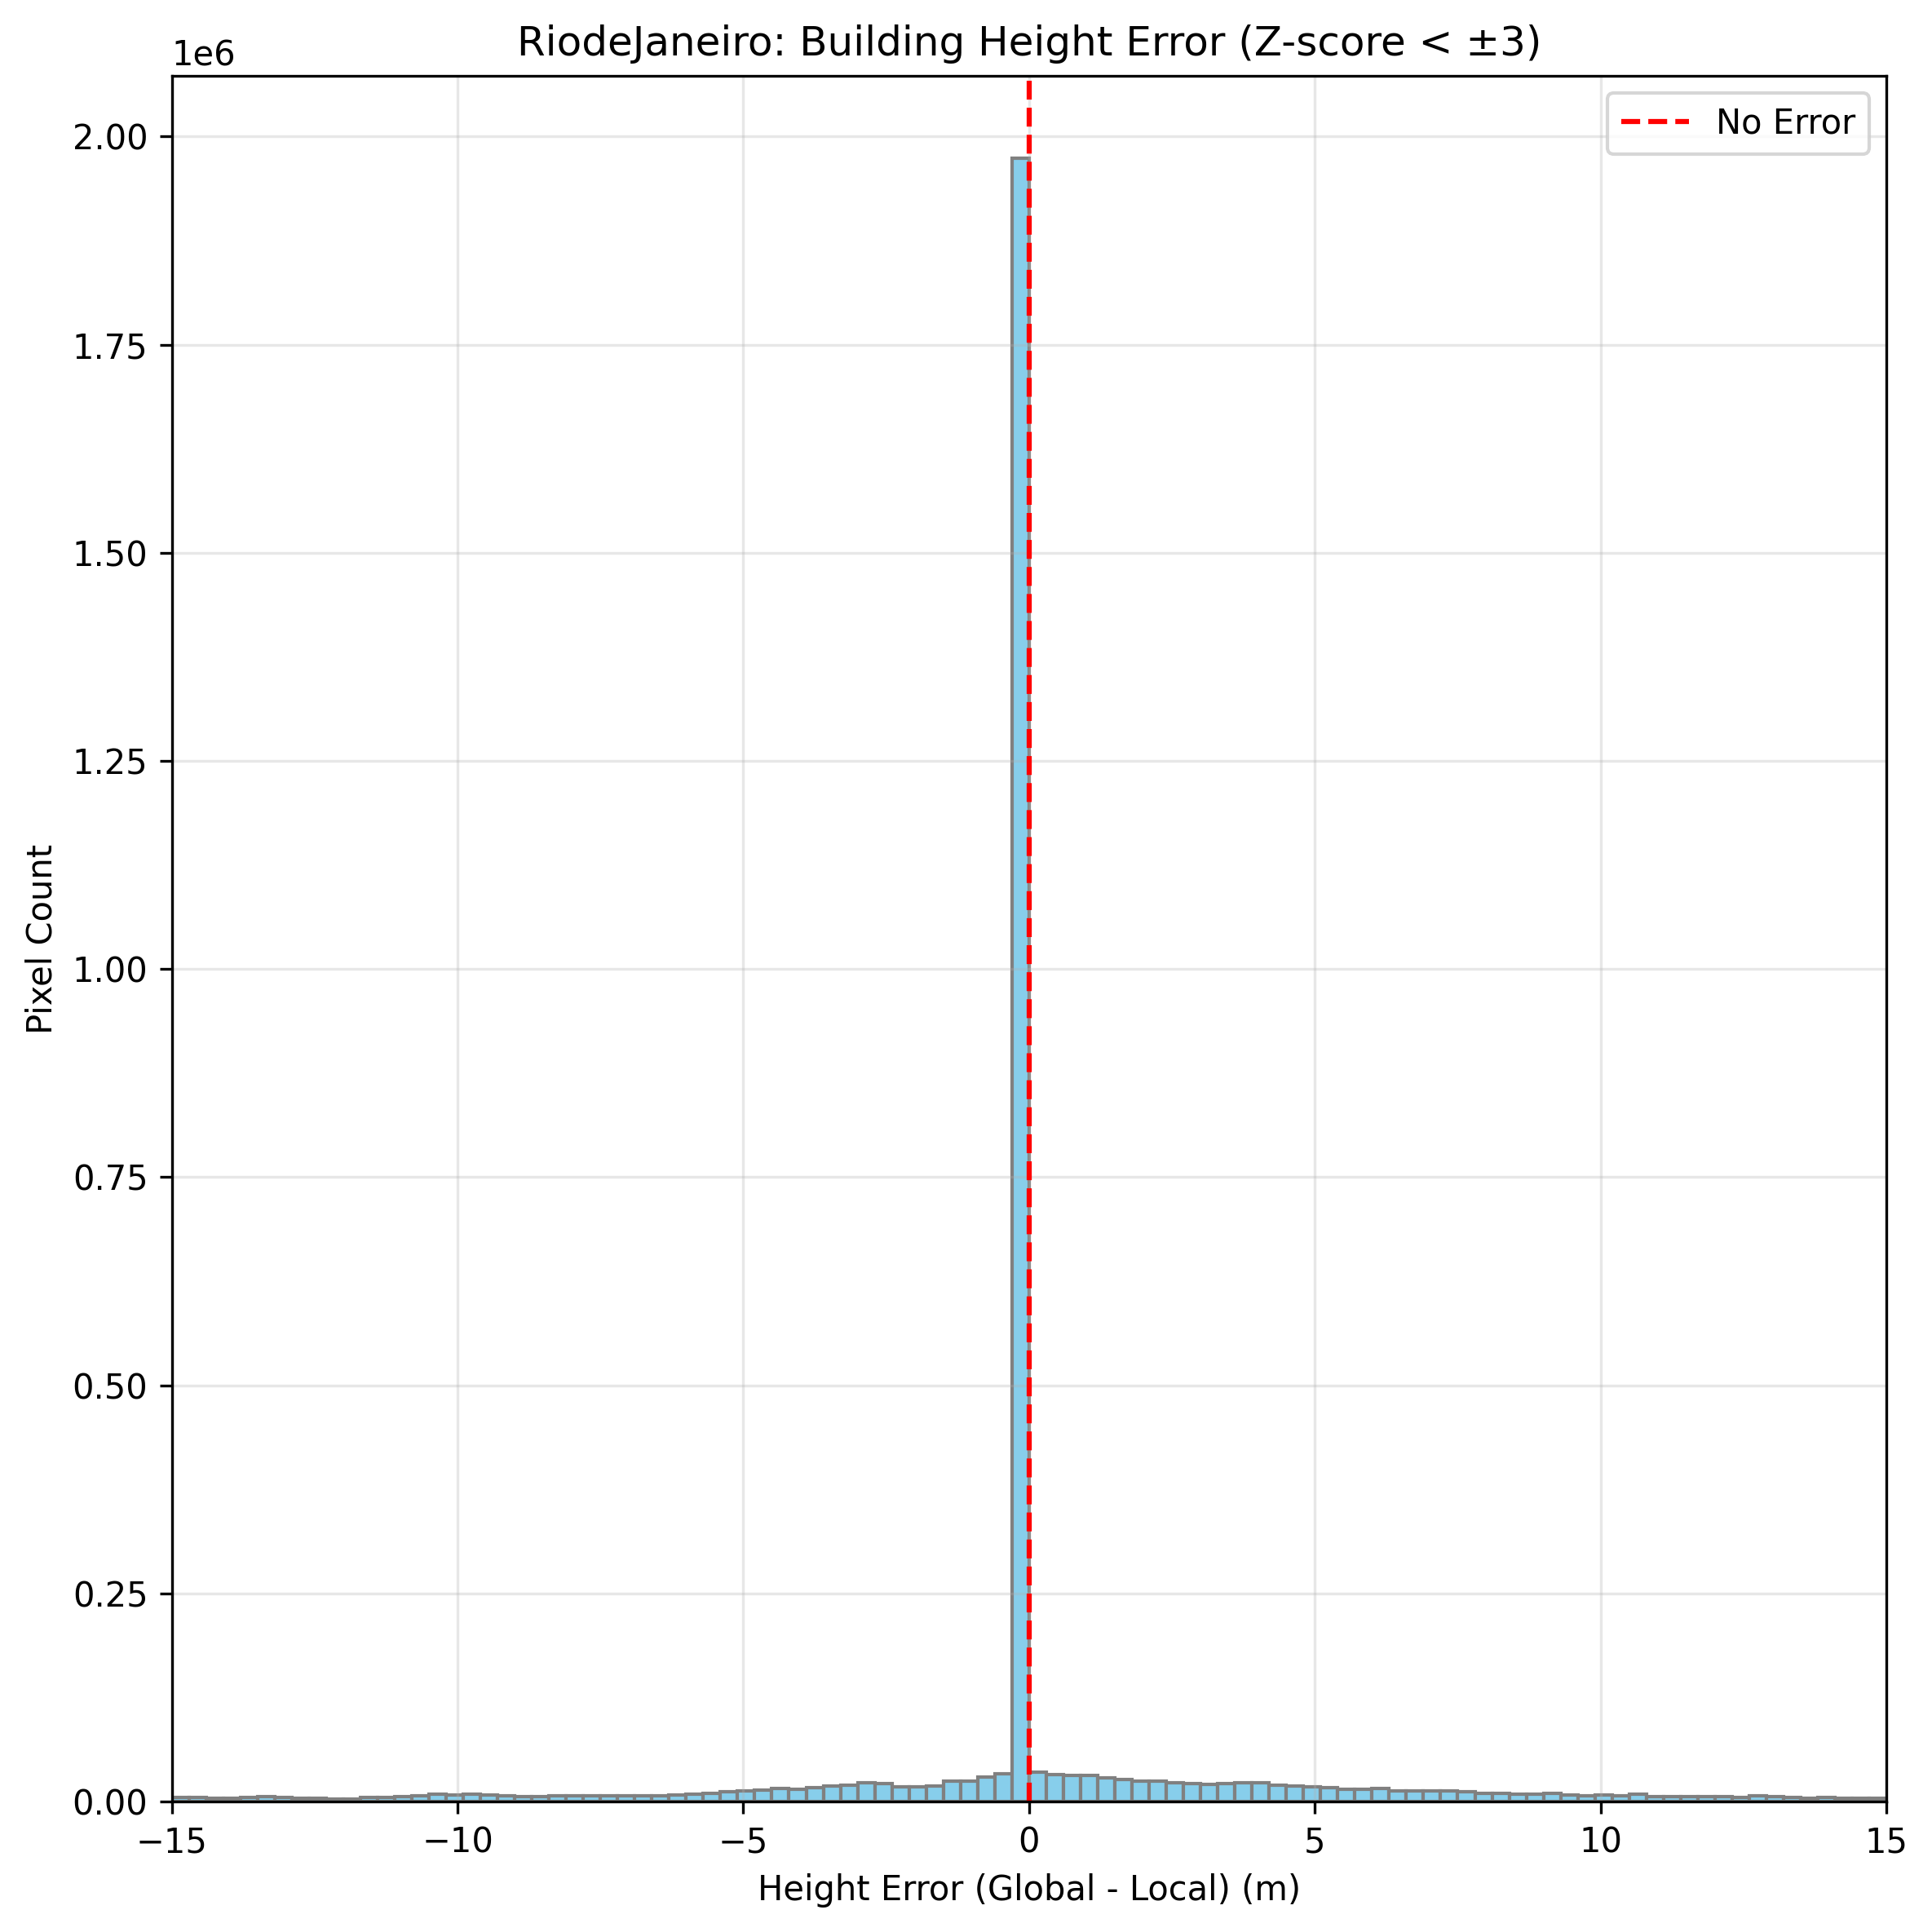 RiodeJaneiro: Building Height Error (Z-score < ±3)
1e6
No Error
2.00
1.75
1.50
1.25
1.00
0.75
0.50
0.25
0.00
Pixel Count
−15 −10 −5 0 5 10 15
Height Error (Global - Local) (m)